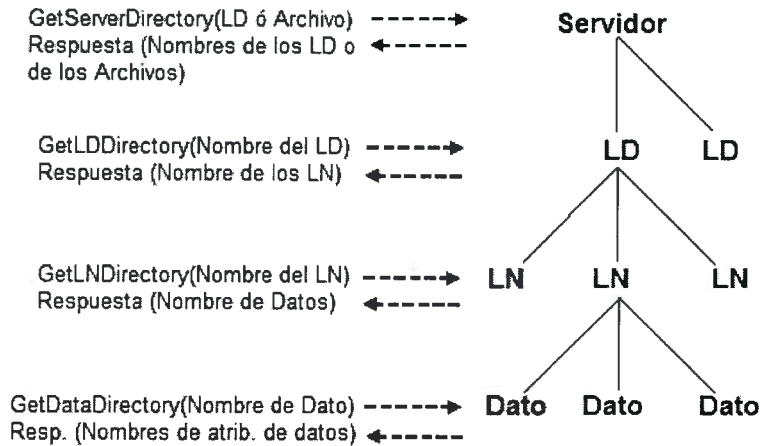 GetServerDirectory(LD ó Archivo)
Respuesta (Nombres de los LD o
de los Archivos)
Servidor
GetLDDirectory(Nombre del LD)
Respuesta (Nombre de los LN)
LD
LD
GetLNDirectory(Nombre del LN)
Respuesta (Nombre de Datos)
LN
LN
LN
GetDataDirectory(Nombre de Dato)
Resp. (Nombres de atrib. de datos)
Dato
Dato
Dato